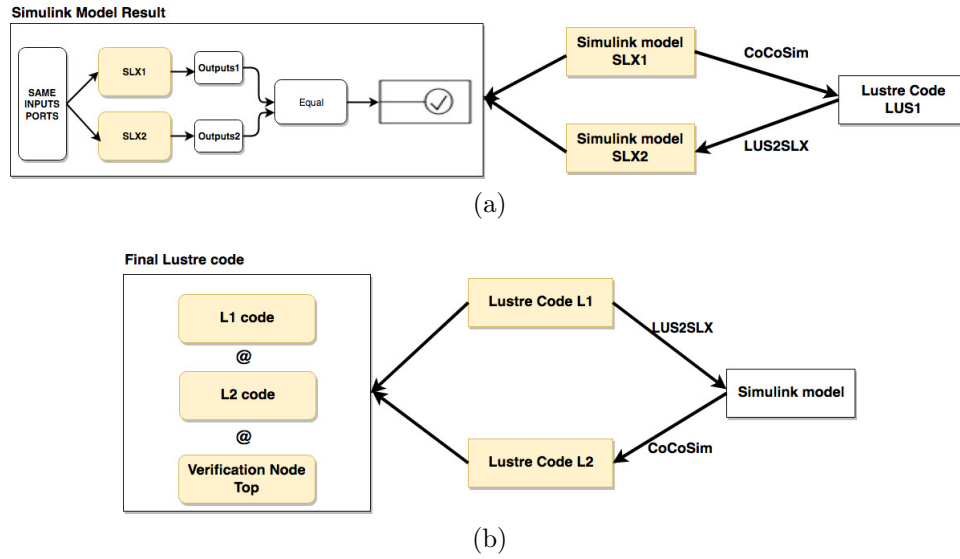 Simulink Model Result
SAME
INPUTS
PORTS
SLX1
SLX2
Outputs1
Outputs2
Equal
Simulink model
SLX1
Simulink model
SLX2
CoCoSim
LUS2SLX
Lustre Code
LUS1
(a)
Final Lustre code
L1 code
@
L2 code
@
Verification Node
Top
Lustre Code L1
Lustre Code L2
LUS2SLX
CoCoSim
Simulink model
(b)